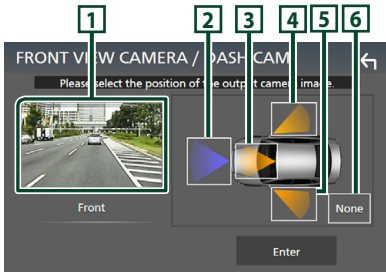 1 2 3 4 5 6
FRONT VIEW CAMERA / DASH CAM
Please select the position of the output camera image.
Front
None
Enter